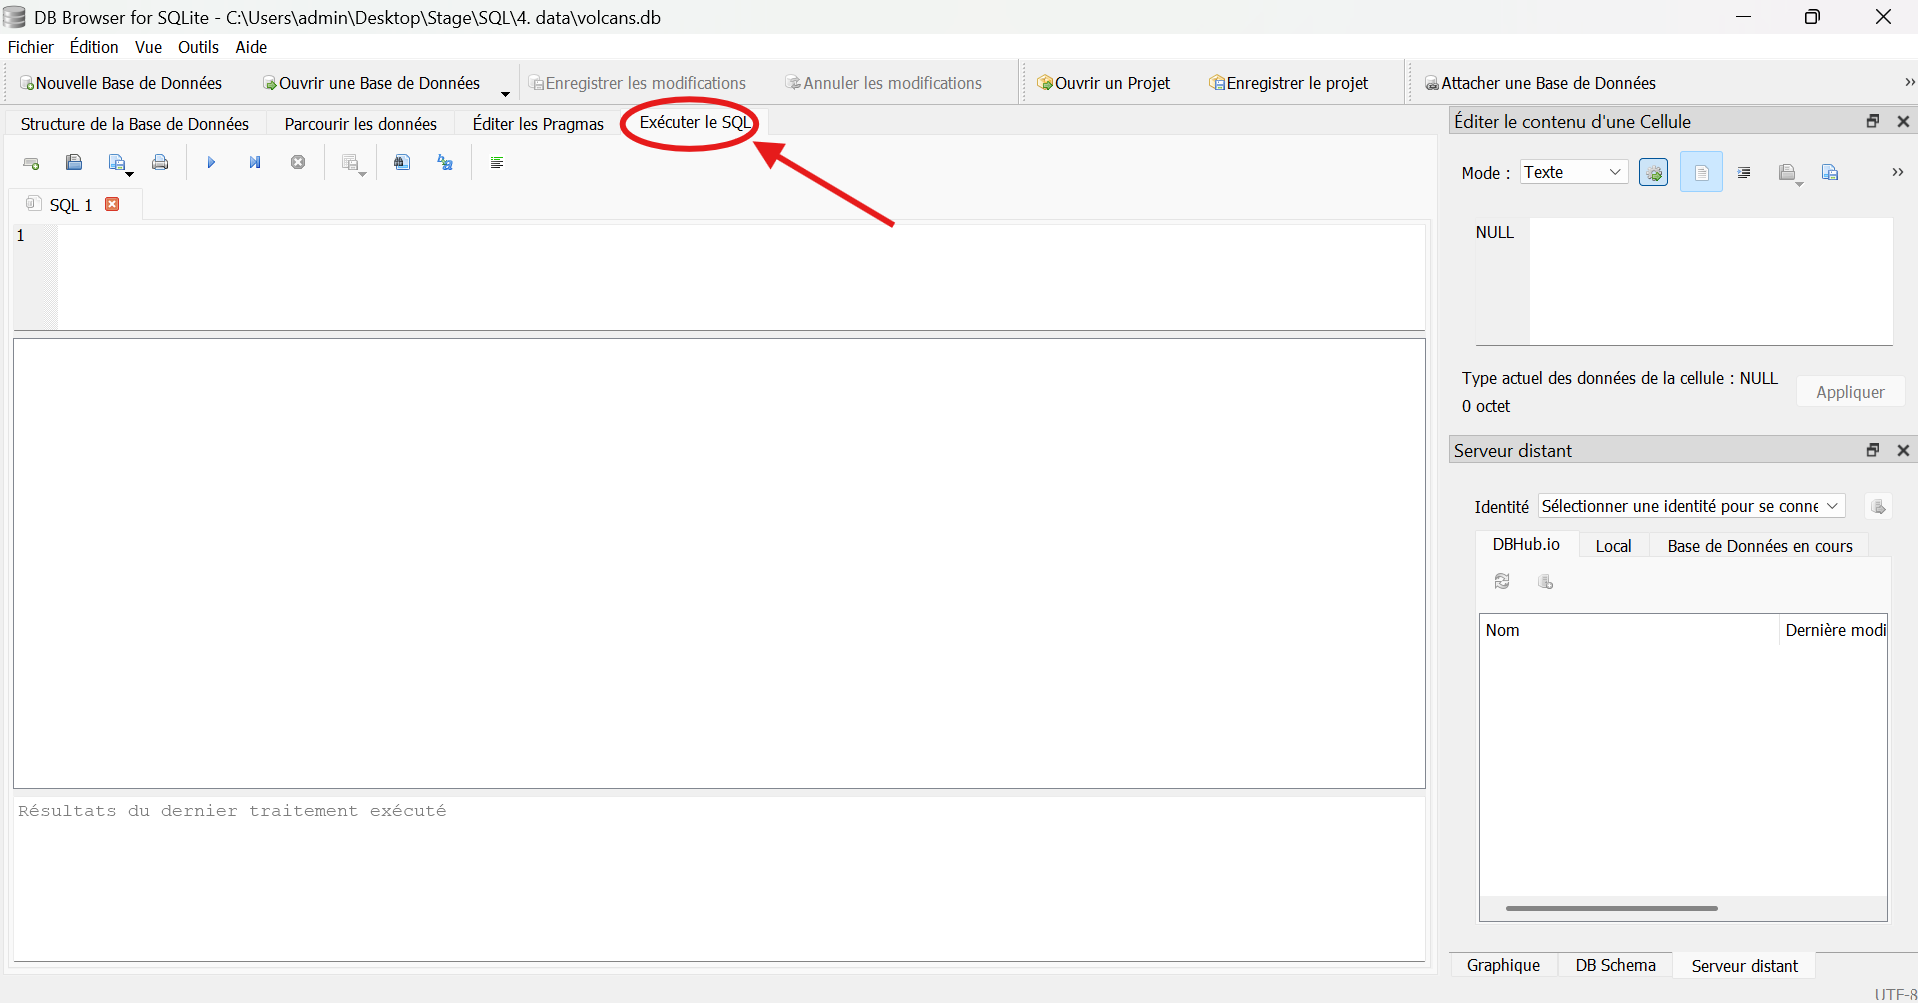 DB Browser for SQLite - C:\Users\admin\Desktop\Stage\SQL\4. data\volcans.db
Fichier Édition Vue Outils Aide
Nouvelle Base de Données Ouvrir une Base de Données Enregistrer les modifications Annuler les modifications Ouvrir un Projet Enregistrer le projet Attacher une Base de Données »
Structure de la Base de Données Parcourir les données Éditer les Pragmas Exécuter le SQL
SQL 1
1
Résultats du dernier traitement exécuté
Éditer le contenu d'une Cellule
Mode : Texte »
NULL
Type actuel des données de la cellule : NULL
0 octet
Appliquer
Serveur distant
Identité Sélectionner une identité pour se conne
DBHub.io Local Base de Données en cours
Nom Dernière modi
Graphique DB Schema Serveur distant
UTF-8